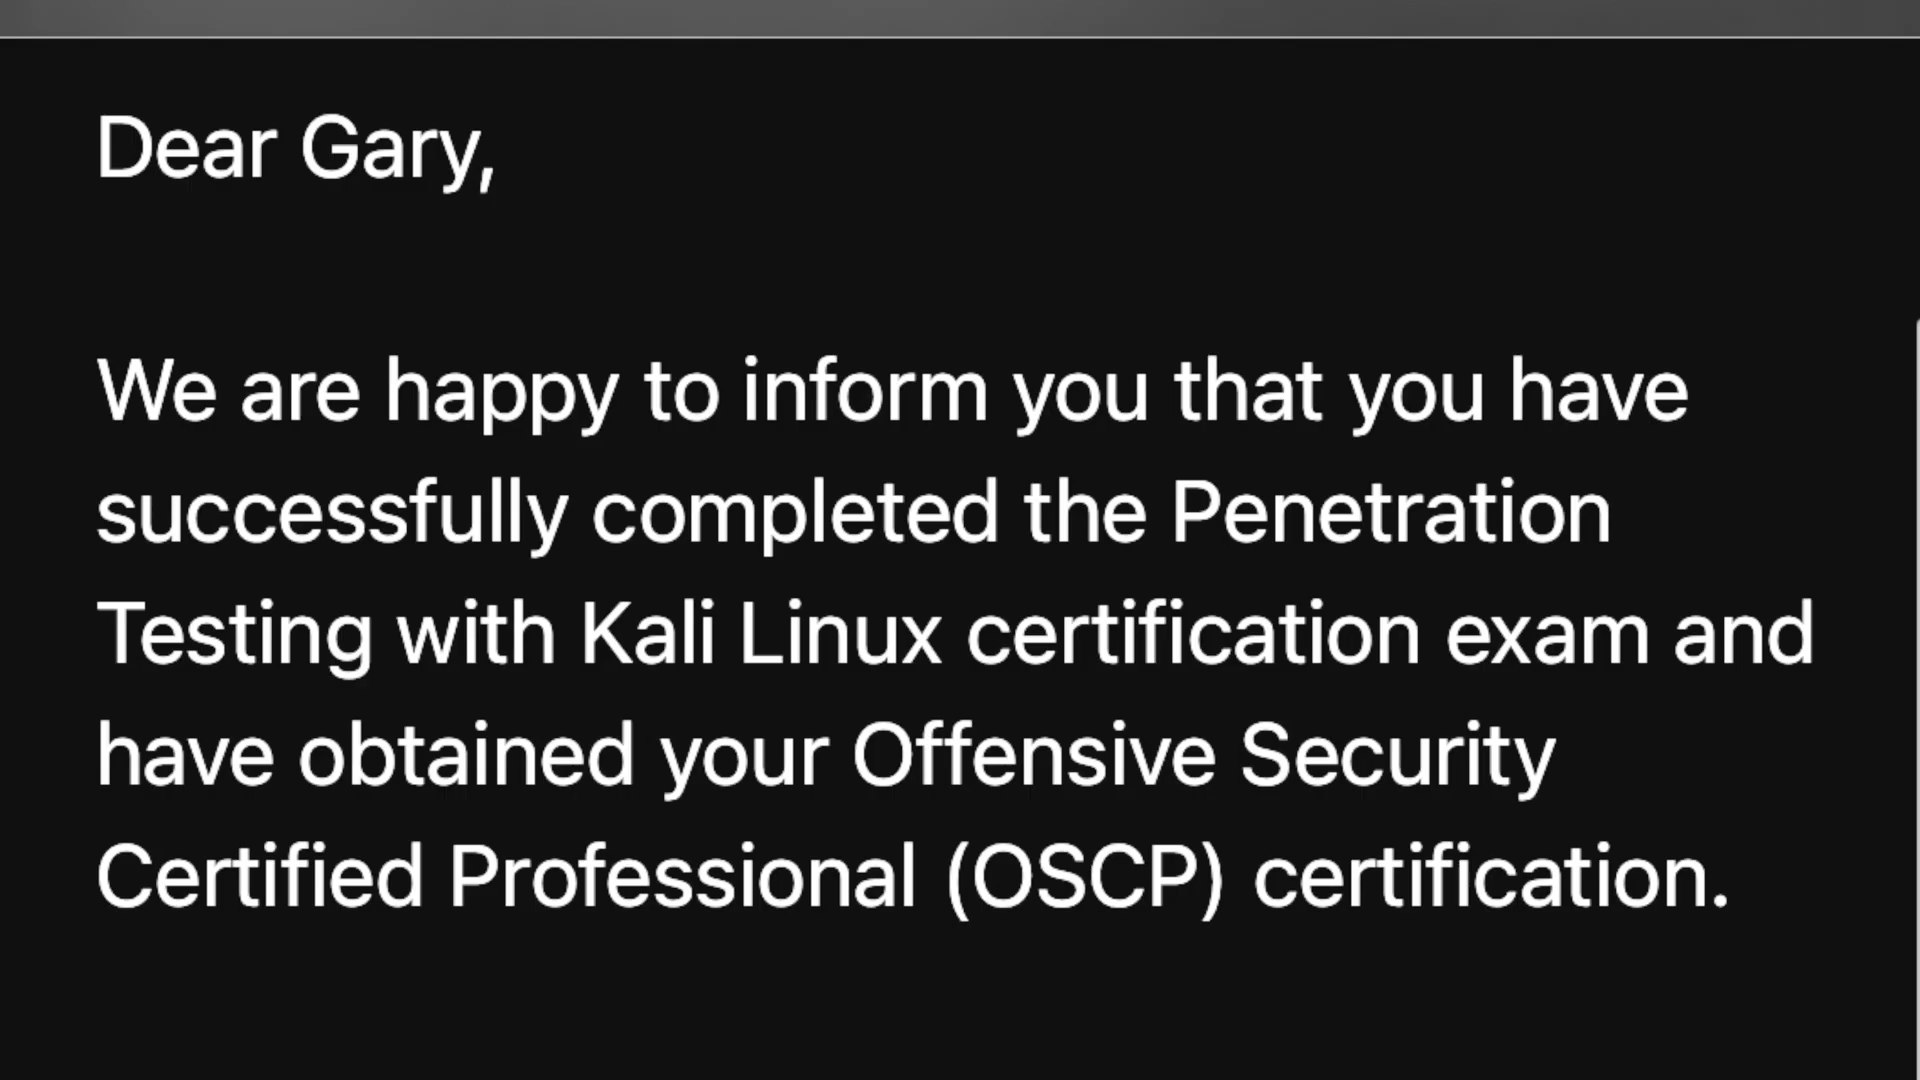 Dear Gary,
We are happy to inform you that you have
successfully completed the Penetration
Testing with Kali Linux certification exam and
have obtained your Offensive Security
Certified Professional (OSCP) certification.